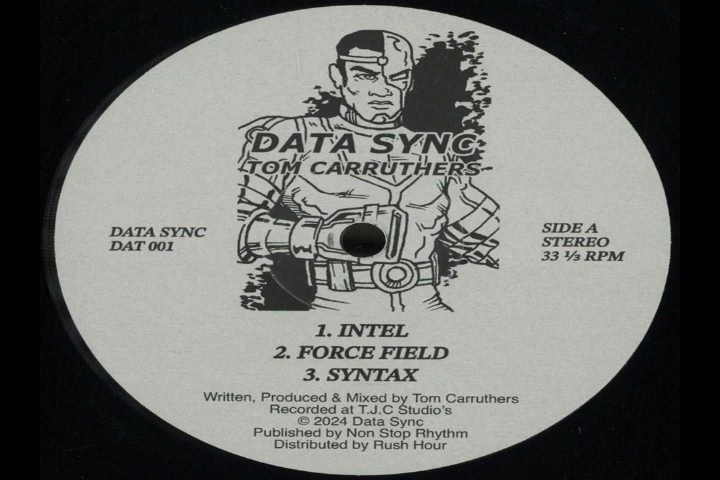 DATA SYNC
TOM CARRUTHERS
DATA SYNC
DAT 001
SIDE A
STEREO
33 ⅓ RPM
1. INTEL
2. FORCE FIELD
3. SYNTAX
Written, Produced & Mixed by Tom Carruthers
Recorded at T.J.C Studio's
© 2024 Data Sync
Published by Non Stop Rhythm
Distributed by Rush Hour